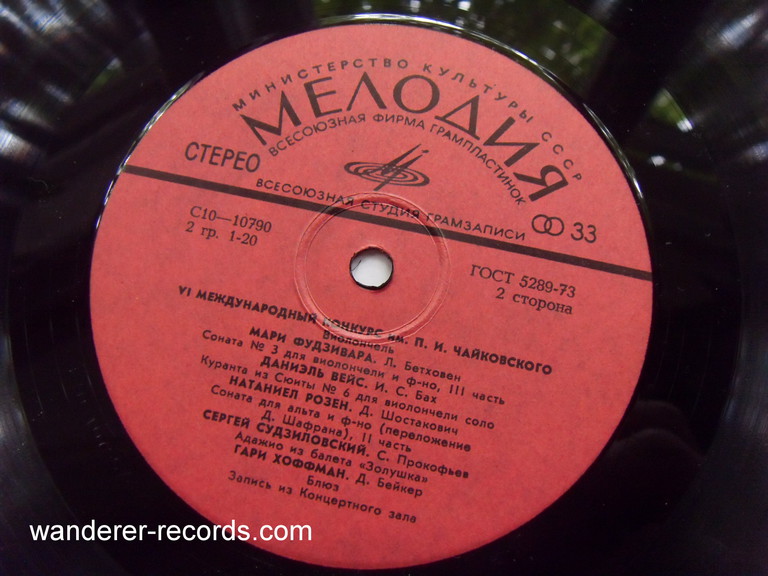 МИНИСТЕРСТВО КУЛЬТУРЫ СССР
МЕЛОДИЯ
ВСЕСОЮЗНАЯ ФИРМА ГРАМПЛАСТИНОК
СТЕРЕО
ВСЕСОЮЗНАЯ СТУДИЯ ГРАМЗАПИСИ
33
С10—10790
2 гр. 1-20
ГОСТ 5289-73
2 сторона
VI МЕЖДУНАРОДНЫЙ КОНКУРС ИМ. П. И. ЧАЙКОВСКОГО
Виолончель
МАРИ ФУДЗИВАРА. Л. Бетховен
Соната № 3 для виолончели и ф-но, III часть
ДАНИЭЛЬ ВЕЙС. И. С. Бах
Куранта из Сюиты № 6 для виолончели соло
НАТАНИЕЛ РОЗЕН. Д. Шостакович
Соната для альта и ф-но (переложение
Д. Шафрана), II часть
СЕРГЕЙ СУДЗИЛОВСКИЙ. С. Прокофьев
Адажио из балета «Золушка»
ГАРИ ХОФФМАН. Д. Бейкер
Блюз
Запись из Концертного зала
wanderer-records.com